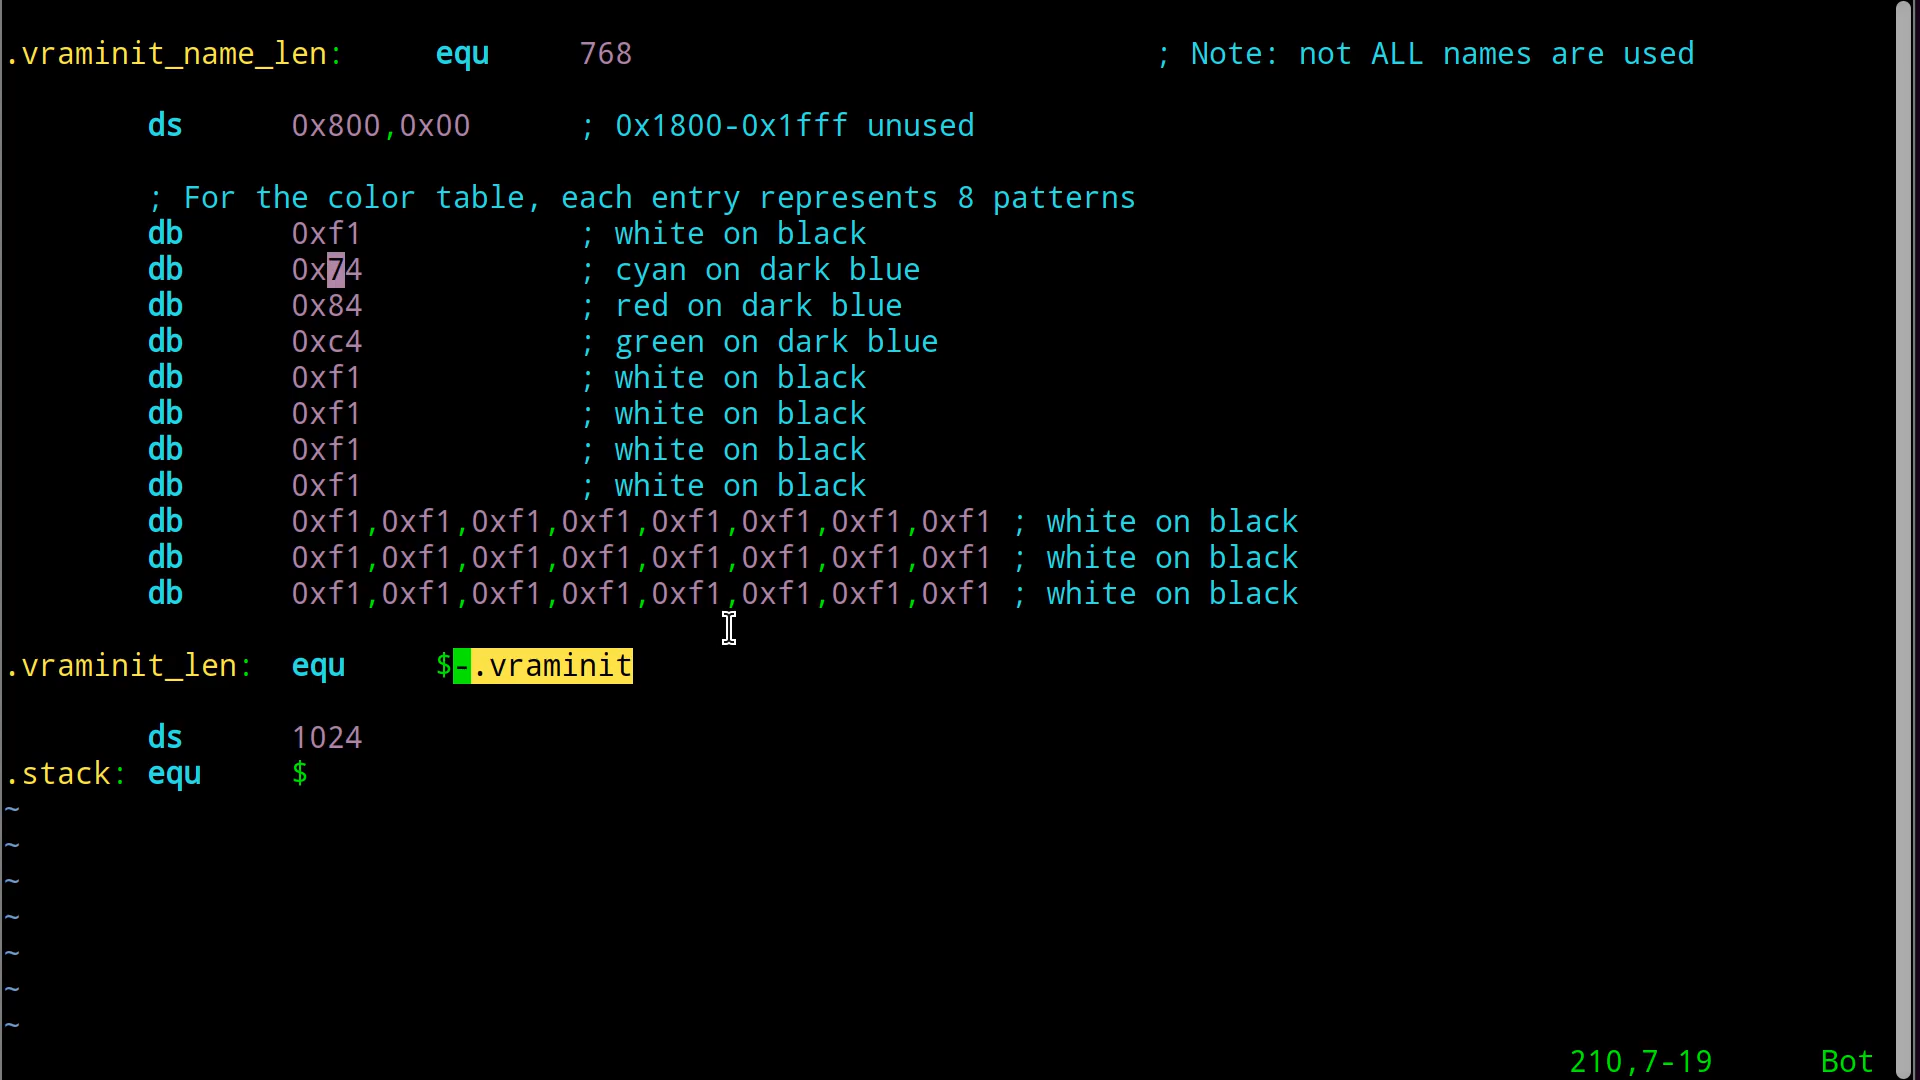 .vraminit_name_len:     equ     768                             ; Note: not ALL names are used
        ds      0x800,0x00      ; 0x1800-0x1fff unused
        ; For the color table, each entry represents 8 patterns
        db      0xf1            ; white on black
        db      0x74            ; cyan on dark blue
        db      0x84            ; red on dark blue
        db      0xc4            ; green on dark blue
        db      0xf1            ; white on black
        db      0xf1            ; white on black
        db      0xf1            ; white on black
        db      0xf1            ; white on black
        db      0xf1,0xf1,0xf1,0xf1,0xf1,0xf1,0xf1,0xf1 ; white on black
        db      0xf1,0xf1,0xf1,0xf1,0xf1,0xf1,0xf1,0xf1 ; white on black
        db      0xf1,0xf1,0xf1,0xf1,0xf1,0xf1,0xf1,0xf1 ; white on black
.vraminit_len:  equ     $-.vraminit
        ds      1024
.stack: equ     $
~
~
~
~
~
~
~
210,7-19      Bot